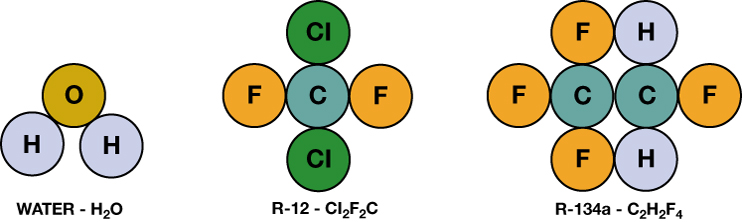 Cl
F H
O
F C F
F C C F
H H
Cl
F H
WATER - H₂O
R-12 - Cl₂F₂C
R-134a - C₂H₂F₄